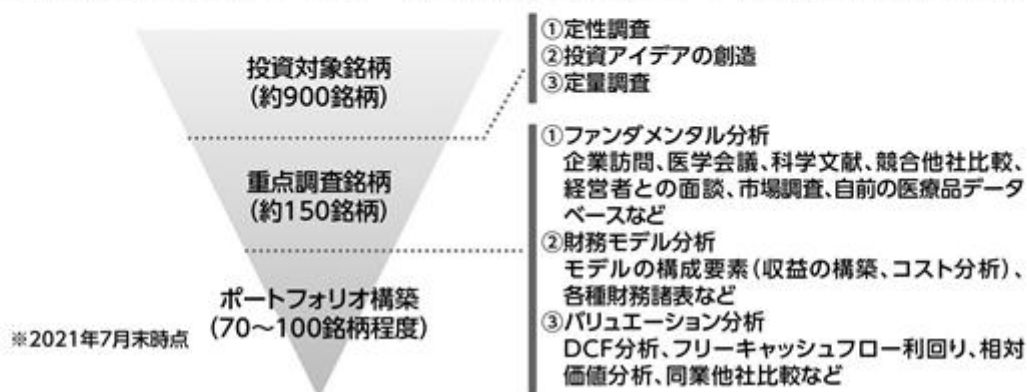 投資対象銘柄
(約900銘柄)
重点調査銘柄
(約150銘柄)
ポートフォリオ構築
(70～100銘柄程度)
※2021年7月末時点
①定性調査
②投資アイデアの創造
③定量調査
①ファンダメンタル分析
企業訪問、医学会議、科学文献、競合他社比較、
経営者との面談、市場調査、自前の医療品データ
ベースなど
②財務モデル分析
モデルの構成要素(収益の構築、コスト分析)、
各種財務諸表など
③バリュエーション分析
DCF分析、フリーキャッシュフロー利回り、相対
価値分析、同業他社比較など